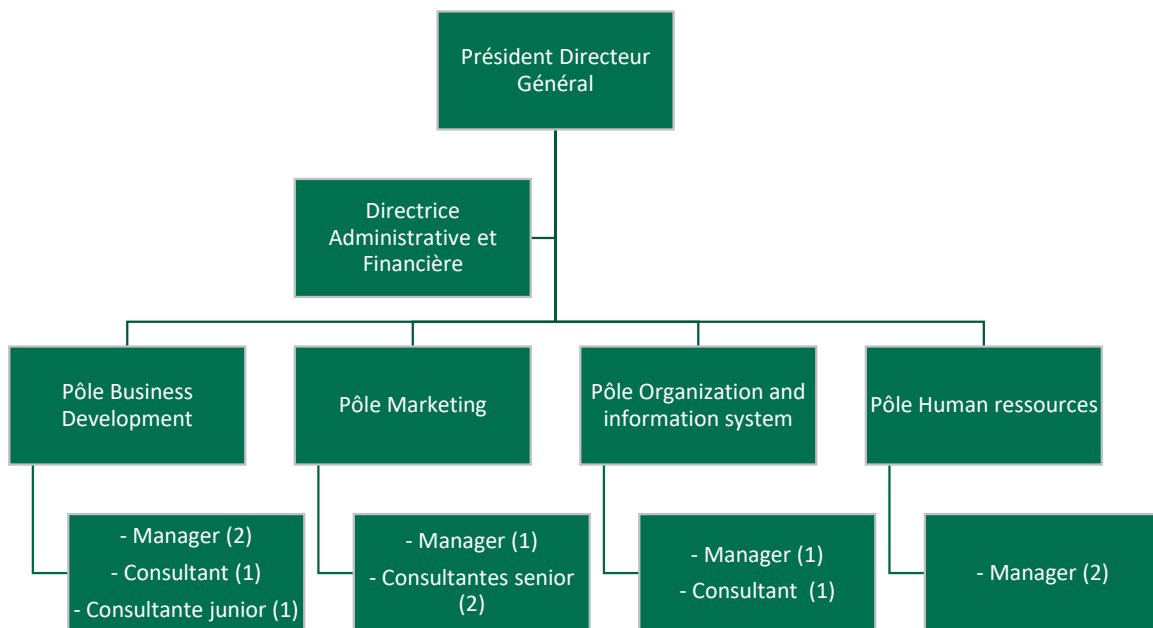 Président Directeur
Général
Directrice
Administrative et
Financière
Pôle Business
Development
Pôle Marketing
Pôle Organization and
information system
Pôle Human ressources
- Manager (2)
- Consultant (1)
- Consultante junior (1)
- Manager (1)
- Consultantes senior
(2)
- Manager (1)
- Consultant  (1)
- Manager (2)